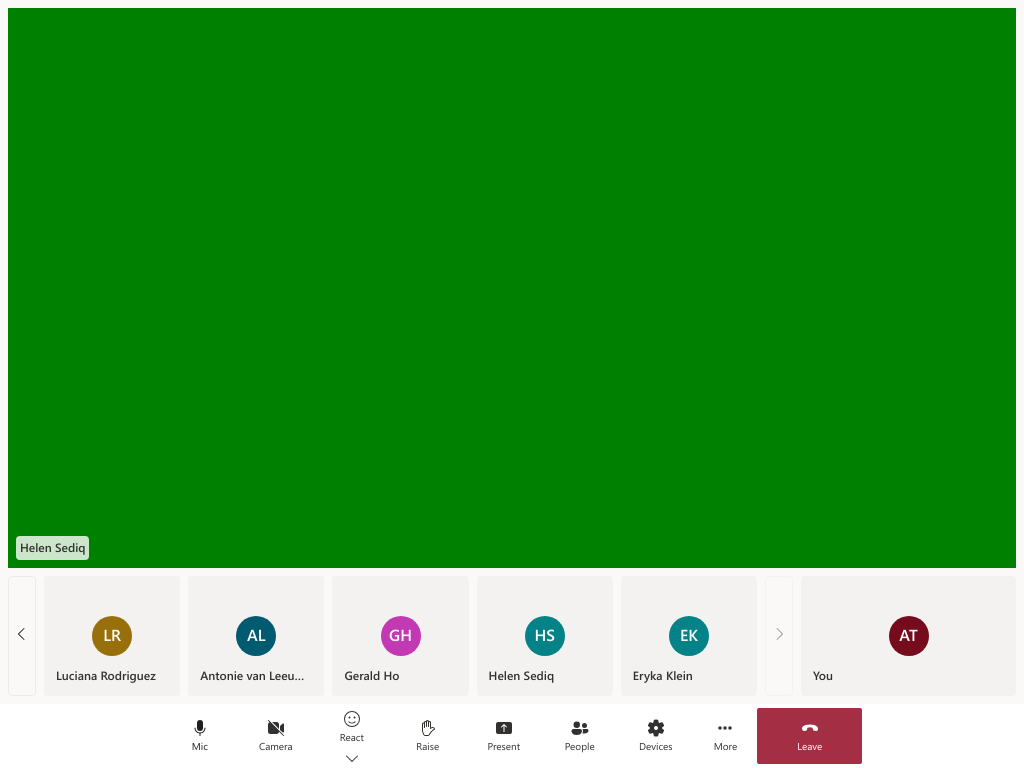 Helen Sediq
LR
AL
GH
HS
EK
AT
Luciana Rodriguez
Antonie van Leeu...
Gerald Ho
Helen Sediq
Eryka Klein
You
Mic
Camera
React
Raise
Present
People
Devices
More
Leave